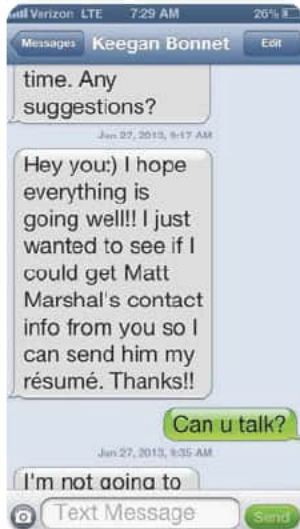 Verizon LTE 7:29 AM 26%
Messages Keegan Bonnet Edit
time. Any
suggestions?
Jan 27, 2013, 9:17 AM
Hey you:) I hope
everything is
going well!! I just
wanted to see if I
could get Matt
Marshal's contact
info from you so I
can send him my
résumé. Thanks!!
Can u talk?
Jan 27, 2013, 9:35 AM
I'm not going to
Text Message Send